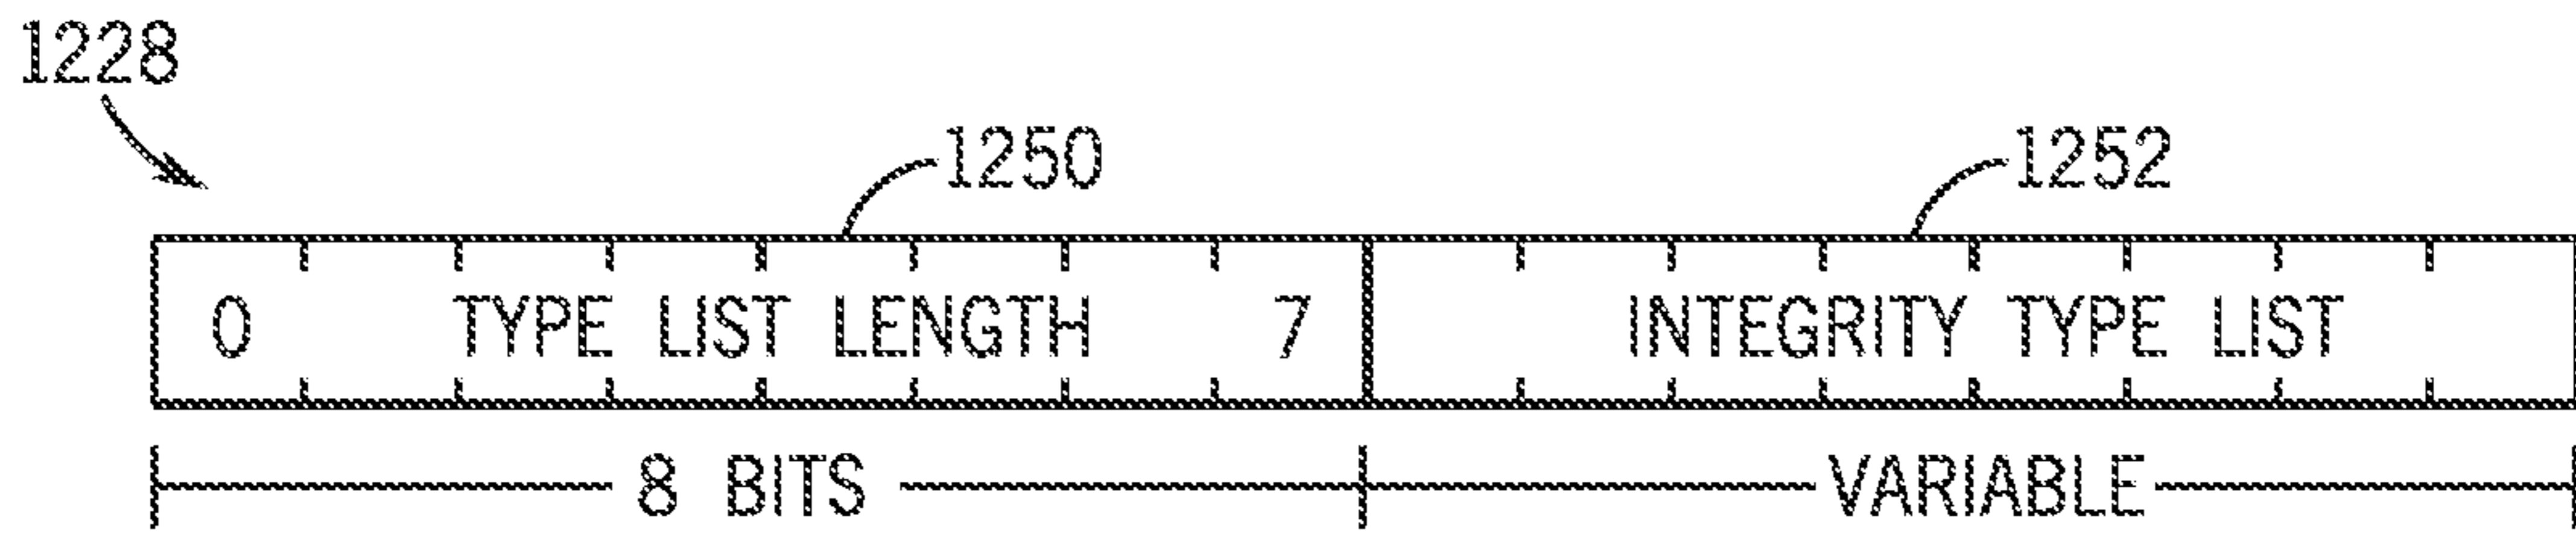 1228
1250 1252
0 TYPE LIST LENGTH 7 INTEGRITY TYPE LIST
8 BITS VARIABLE